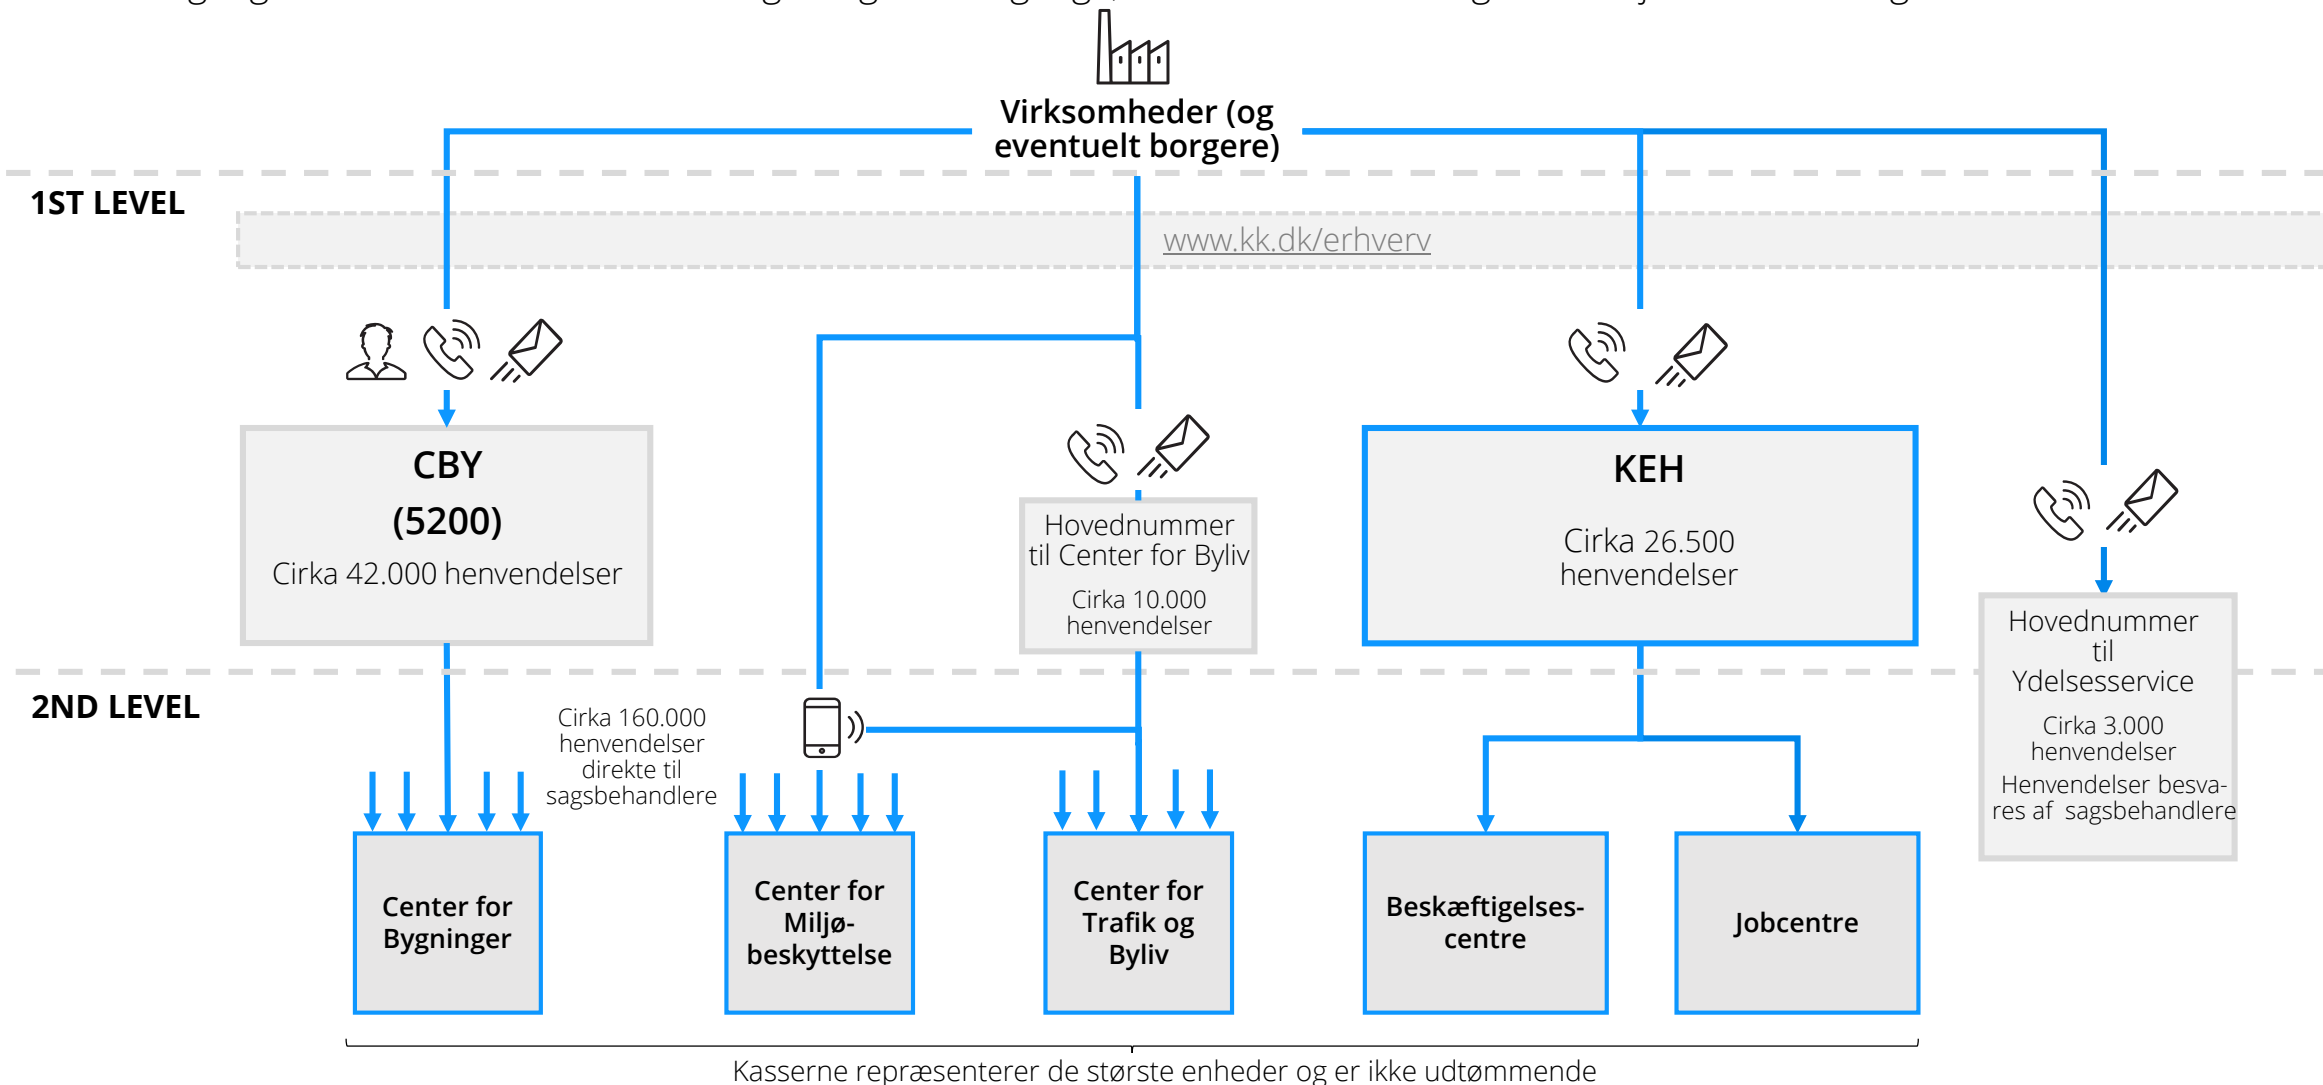 Virksomheder (og
eventuelt borgere)
1ST LEVEL
www.kk.dk/erhverv
CBY
(5200)
Cirka 42.000 henvendelser
Hovednummer
til Center for Byliv
Cirka 10.000
henvendelser
KEH
Cirka 26.500
henvendelser
Hovednummer
til
Ydelsesservice
Cirka 3.000
henvendelser
Henvendelser besva-
res af sagsbehandlere
2ND LEVEL
Cirka 160.000
henvendelser
direkte til
sagsbehandlere
Center for
Bygninger
Center for
Miljø-
beskyttelse
Center for
Trafik og
Byliv
Beskæftigelses-
centre
Jobcentre
Kasserne repræsenterer de største enheder og er ikke udtømmende